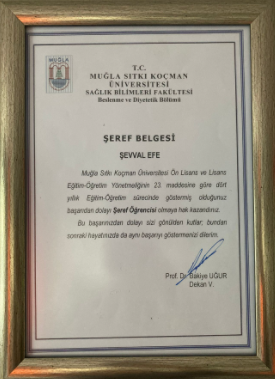 MUĞLA
T.C.
MUĞLA SITKI KOÇMAN
ÜNİVERSİTESİ
SAĞLIK BİLİMLERİ FAKÜLTESİ
Beslenme ve Diyetetik Bölümü
ŞEREF BELGESİ
ŞEVVAL EFE
Muğla Sıtkı Koçman Üniversitesi Ön Lisans ve Lisans
Eğitim-Öğretim Yönetmeliğinin 23. maddesine göre dört
yıllık Eğitim-Öğretim sürecinde göstermiş olduğunuz
başarıdan dolayı Şeref Öğrencisi olmaya hak kazandınız.
Bu başarınızdan dolayı sizi gönülden kutlar; bundan
sonraki hayatınızda da aynı başarıyı göstermenizi dilerim.
Prof. Dr. Bakiye UĞUR
Dekan V.